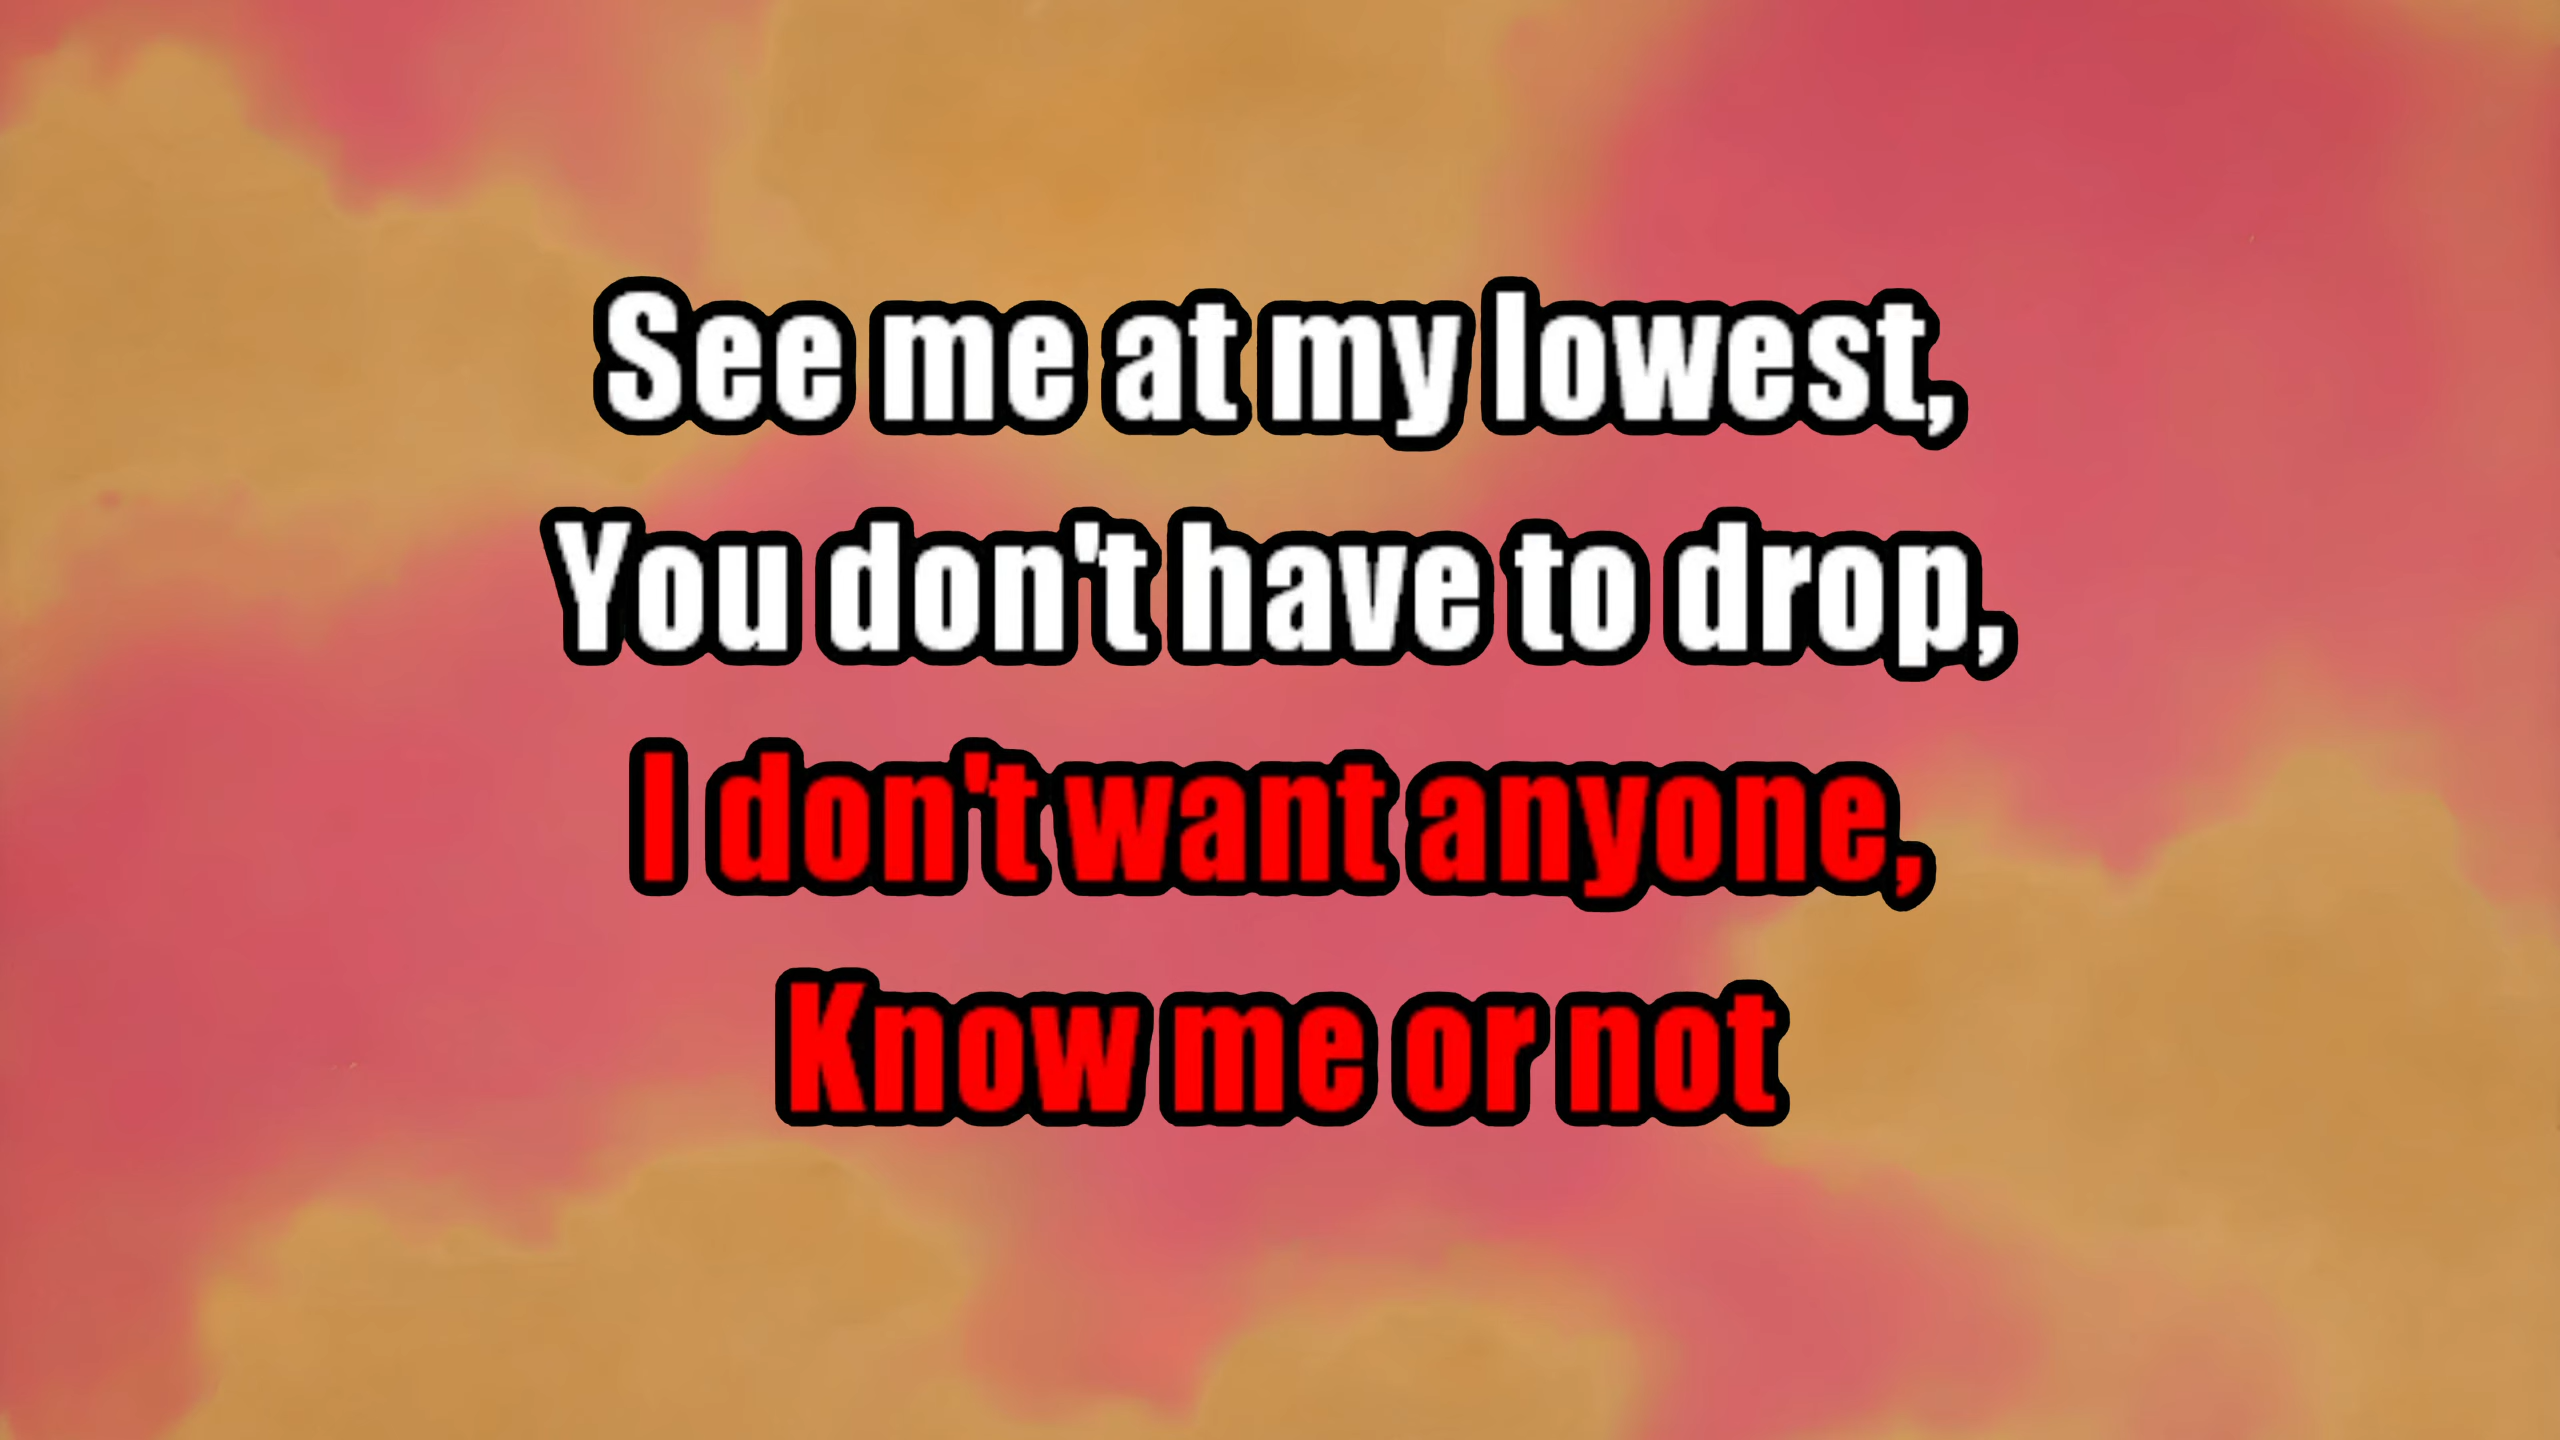 See me at my lowest,
You don't have to drop,
I don't want anyone,
Know me or not